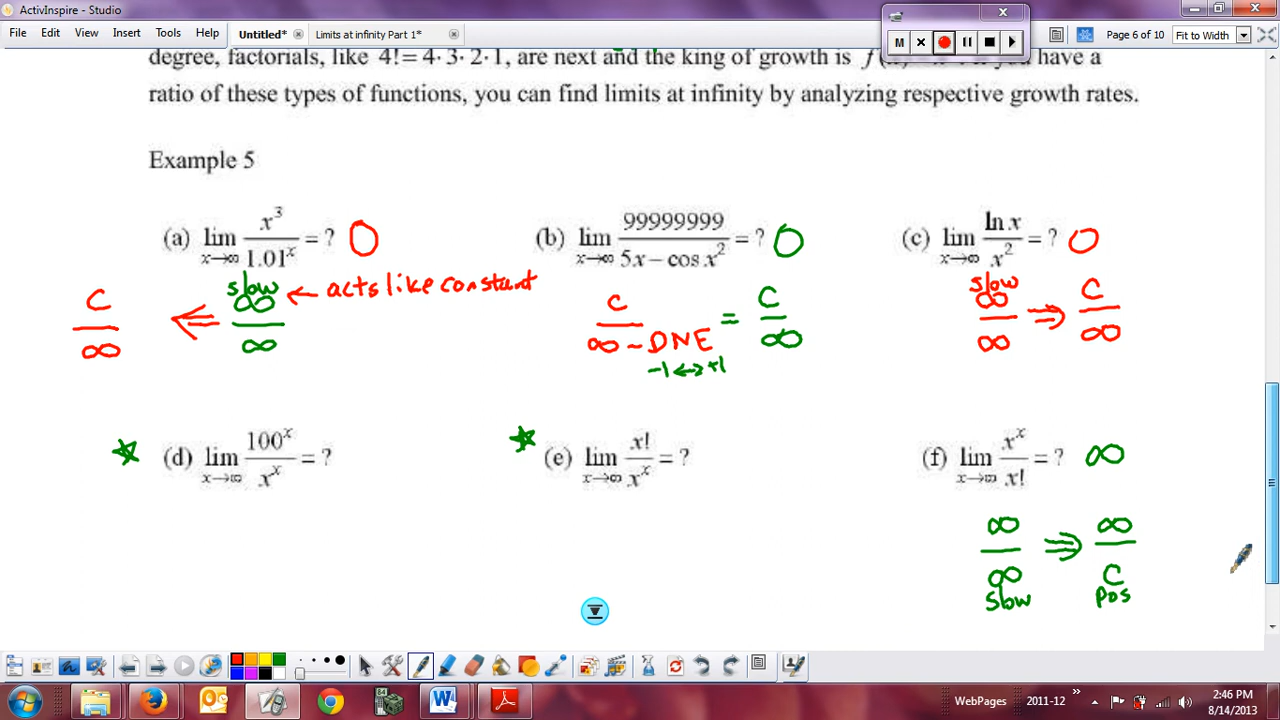 ActivInspire - Studio
File Edit View Insert Tools Help
Untitled* Limits at infinity Part 1*
M
Page 6 of 10 Fit to Width
degree, factorials, like 4! = 4·3·2·1, are next and the king of growth is
have a
ratio of these types of functions, you can find limits at infinity by analyzing respective growth rates.
Example 5
(a) lim x→∞ x³/1.01ˣ = ? 0
slow ∞/∞ ← acts like constant
⇐ C/∞
(b) lim x→∞ 99999999/5x − cos x² = ? 0
C/∞ − DNE = C/∞
-1 ↔ +1
(c) lim x→∞ ln x/x² = ? 0
slow ∞/∞ ⇒ C/∞
☆ (d) lim x→∞ 100ˣ/xˣ = ?
☆ (e) lim x→∞ x!/xˣ = ?
(f) lim x→∞ xˣ/x! = ? ∞
∞/∞ slow ⇒ ∞/C pos
WebPages 2011-12
2:46 PM
8/14/2013